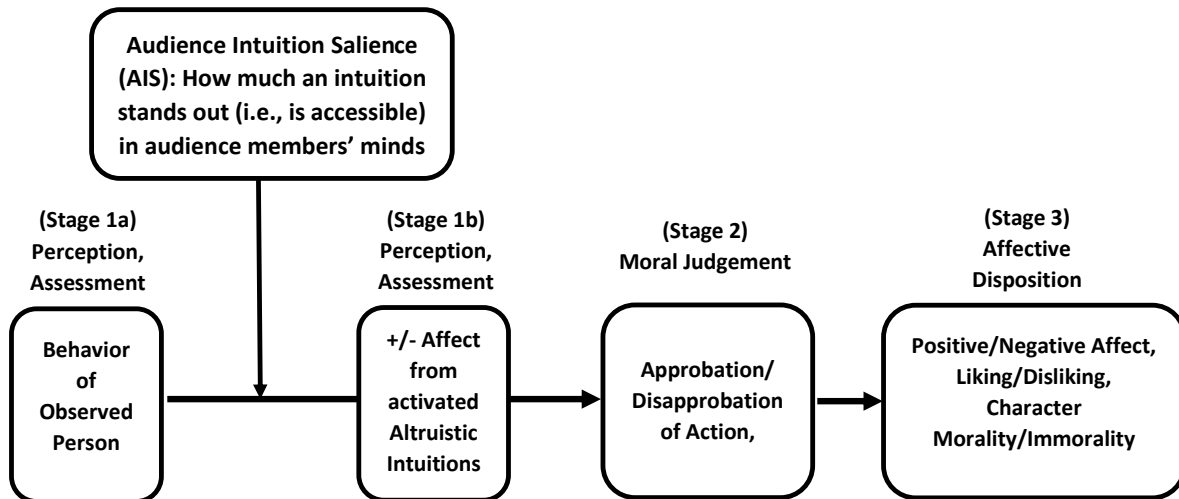 Audience Intuition Salience
(AIS): How much an intuition
stands out (i.e., is accessible)
in audience members’ minds
(Stage 1a)
Perception,
Assessment
Behavior
of
Observed
Person
(Stage 1b)
Perception,
Assessment
+/- Affect
from
activated
Altruistic
Intuitions
(Stage 2)
Moral Judgement
Approbation/
Disapprobation
of Action,
(Stage 3)
Affective
Disposition
Positive/Negative Affect,
Liking/Disliking,
Character
Morality/Immorality